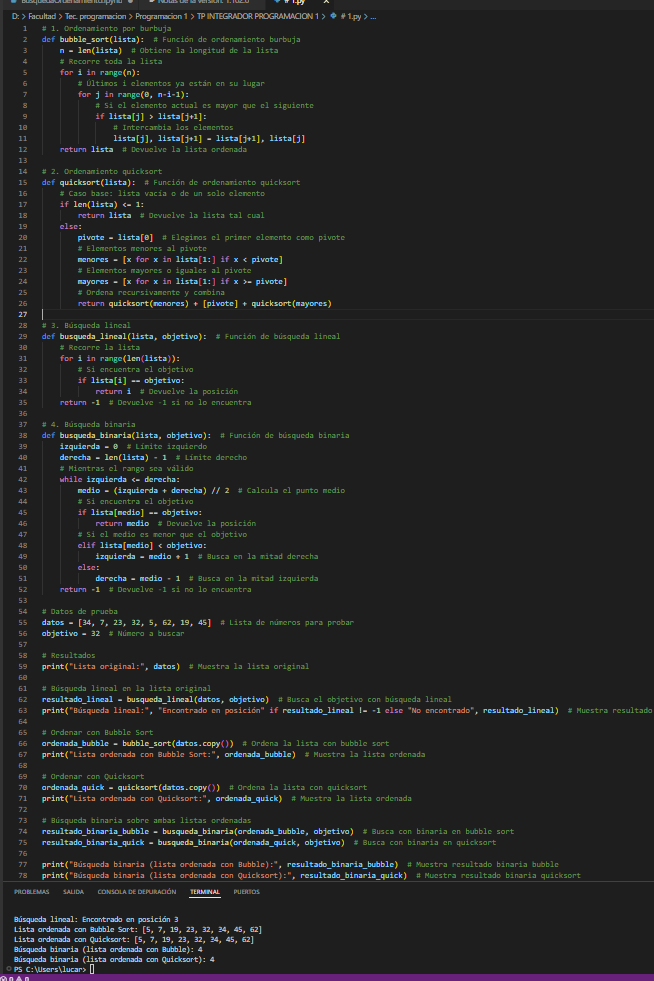 # 1.py
D: > Facultad > Tec. programacion > Programacion 1 > TP INTEGRADOR PROGRAMACION 1 > # 1.py > ...
1 # 1. Ordenamiento por burbuja
2 def bubble_sort(lista):  # Función de ordenamiento burbuja
3     n = len(lista)  # Obtiene la longitud de la lista
4     # Recorre toda la lista
5     for i in range(n):
6         # Últimos i elementos ya están en su lugar
7         for j in range(0, n-i-1):
8             # Si el elemento actual es mayor que el siguiente
9             if lista[j] > lista[j+1]:
10                 # Intercambia los elementos
11                 lista[j], lista[j+1] = lista[j+1], lista[j]
12     return lista  # Devuelve la lista ordenada
13
14 # 2. Ordenamiento quicksort
15 def quicksort(lista):  # Función de ordenamiento quicksort
16     # Caso base: lista vacía o de un solo elemento
17     if len(lista) <= 1:
18         return lista  # Devuelve la lista tal cual
19     else:
20         pivote = lista[0]  # Elegimos el primer elemento como pivote
21         # Elementos menores al pivote
22         menores = [x for x in lista[1:] if x < pivote]
23         # Elementos mayores o iguales al pivote
24         mayores = [x for x in lista[1:] if x >= pivote]
25         # Ordena recursivamente y combina
26         return quicksort(menores) + [pivote] + quicksort(mayores)
27
28 # 3. Búsqueda lineal
29 def busqueda_lineal(lista, objetivo):  # Función de búsqueda lineal
30     # Recorre la lista
31     for i in range(len(lista)):
32         # Si encuentra el objetivo
33         if lista[i] == objetivo:
34             return i  # Devuelve la posición
35     return -1  # Devuelve -1 si no lo encuentra
36
37 # 4. Búsqueda binaria
38 def busqueda_binaria(lista, objetivo):  # Función de búsqueda binaria
39     izquierda = 0  # Límite izquierdo
40     derecha = len(lista) - 1  # Límite derecho
41     # Mientras el rango sea válido
42     while izquierda <= derecha:
43         medio = (izquierda + derecha) // 2  # Calcula el punto medio
44         # Si encuentra el objetivo
45         if lista[medio] == objetivo:
46             return medio  # Devuelve la posición
47         # Si el medio es menor que el objetivo
48         elif lista[medio] < objetivo:
49             izquierda = medio + 1  # Busca en la mitad derecha
50         else:
51             derecha = medio - 1  # Busca en la mitad izquierda
52     return -1  # Devuelve -1 si no lo encuentra
53
54 # Datos de prueba
55 datos = [34, 7, 23, 32, 5, 62, 19, 45]  # Lista de números para probar
56 objetivo = 32  # Número a buscar
57
58 # Resultados
59 print("Lista original:", datos)  # Muestra la lista original
60
61 # Búsqueda lineal en la lista original
62 resultado_lineal = busqueda_lineal(datos, objetivo)  # Busca el objetivo con búsqueda lineal
63 print("Búsqueda lineal:", "Encontrado en posición" if resultado_lineal != -1 else "No encontrado", resultado_lineal)  # Muestra resultado
64
65 # Ordenar con Bubble Sort
66 ordenada_bubble = bubble_sort(datos.copy())  # Ordena la lista con bubble sort
67 print("Lista ordenada con Bubble Sort:", ordenada_bubble)  # Muestra la lista ordenada
68
69 # Ordenar con Quicksort
70 ordenada_quick = quicksort(datos.copy())  # Ordena la lista con quicksort
71 print("Lista ordenada con Quicksort:", ordenada_quick)  # Muestra la lista ordenada
72
73 # Búsqueda binaria sobre ambas listas ordenadas
74 resultado_binaria_bubble = busqueda_binaria(ordenada_bubble, objetivo)  # Busca con binaria en bubble sort
75 resultado_binaria_quick = busqueda_binaria(ordenada_quick, objetivo)  # Busca con binaria en quicksort
76
77 print("Búsqueda binaria (lista ordenada con Bubble):", resultado_binaria_bubble)  # Muestra resultado binaria bubble
78 print("Búsqueda binaria (lista ordenada con Quicksort):", resultado_binaria_quick)  # Muestra resultado binaria quicksort
PROBLEMAS SALIDA CONSOLA DE DEPURACIÓN TERMINAL PUERTOS
Búsqueda lineal: Encontrado en posición 3
Lista ordenada con Bubble Sort: [5, 7, 19, 23, 32, 34, 45, 62]
Lista ordenada con Quicksort: [5, 7, 19, 23, 32, 34, 45, 62]
Búsqueda binaria (lista ordenada con Bubble): 4
Búsqueda binaria (lista ordenada con Quicksort): 4
PS C:\Users\lucar>